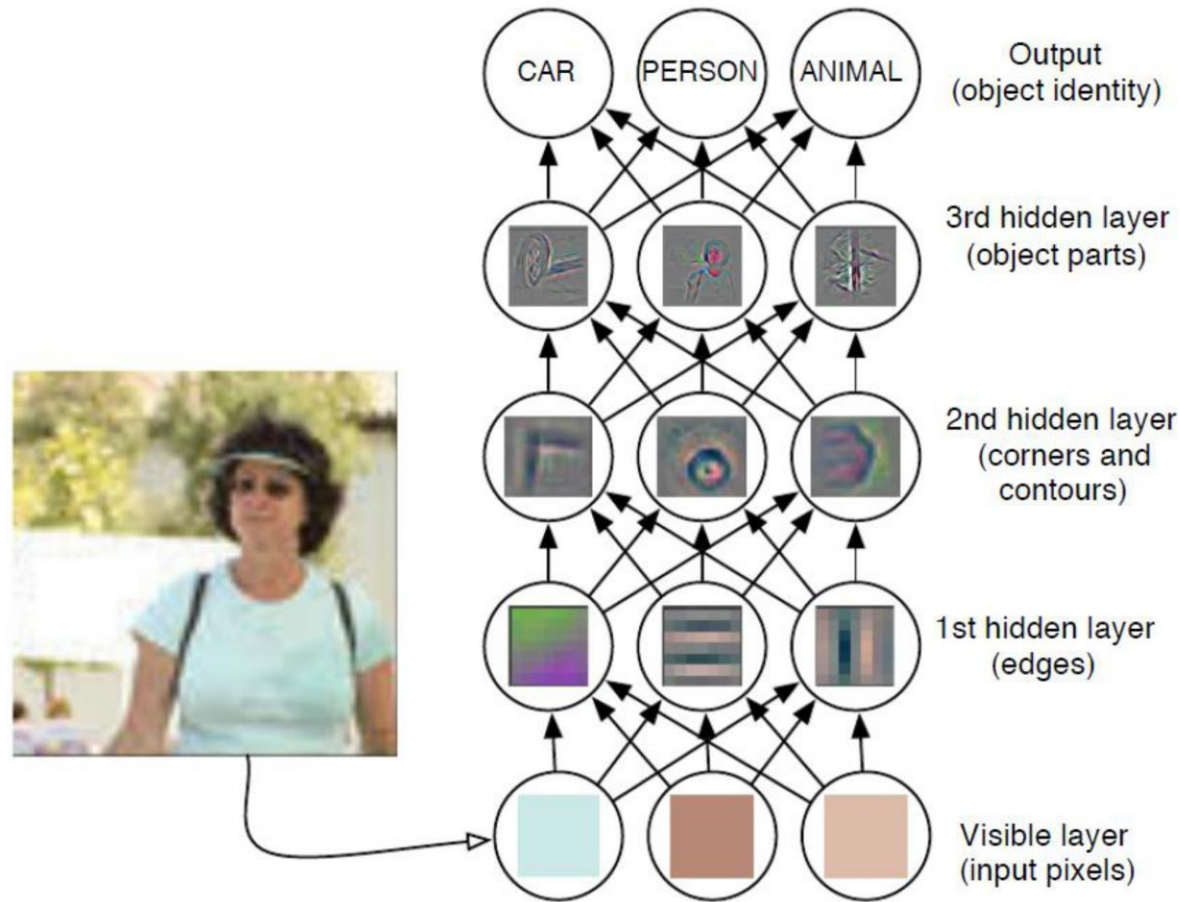 CAR PERSON ANIMAL
Output
(object identity)
3rd hidden layer
(object parts)
2nd hidden layer
(corners and
contours)
1st hidden layer
(edges)
Visible layer
(input pixels)